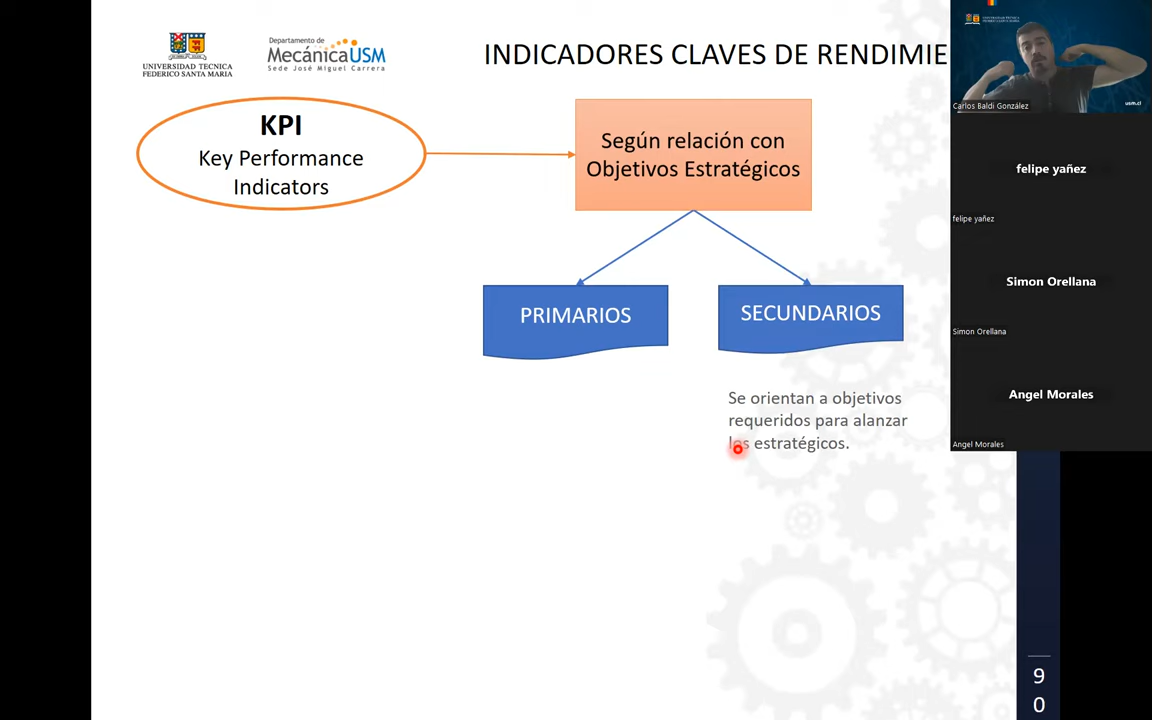 UNIVERSIDAD TECNICA
FEDERICO SANTA MARIA
Departamento de
MecánicaUSM
Sede José Miguel Carrera
INDICADORES CLAVES DE RENDIMIE
KPI
Key Performance
Indicators
Según relación con
Objetivos Estratégicos
PRIMARIOS
SECUNDARIOS
Se orientan a objetivos
requeridos para alanzar
los estratégicos.
usm.cl
Carlos Baldi González
felipe yañez
felipe yañez
Simon Orellana
Simon Orellana
Angel Morales
Angel Morales
9
0